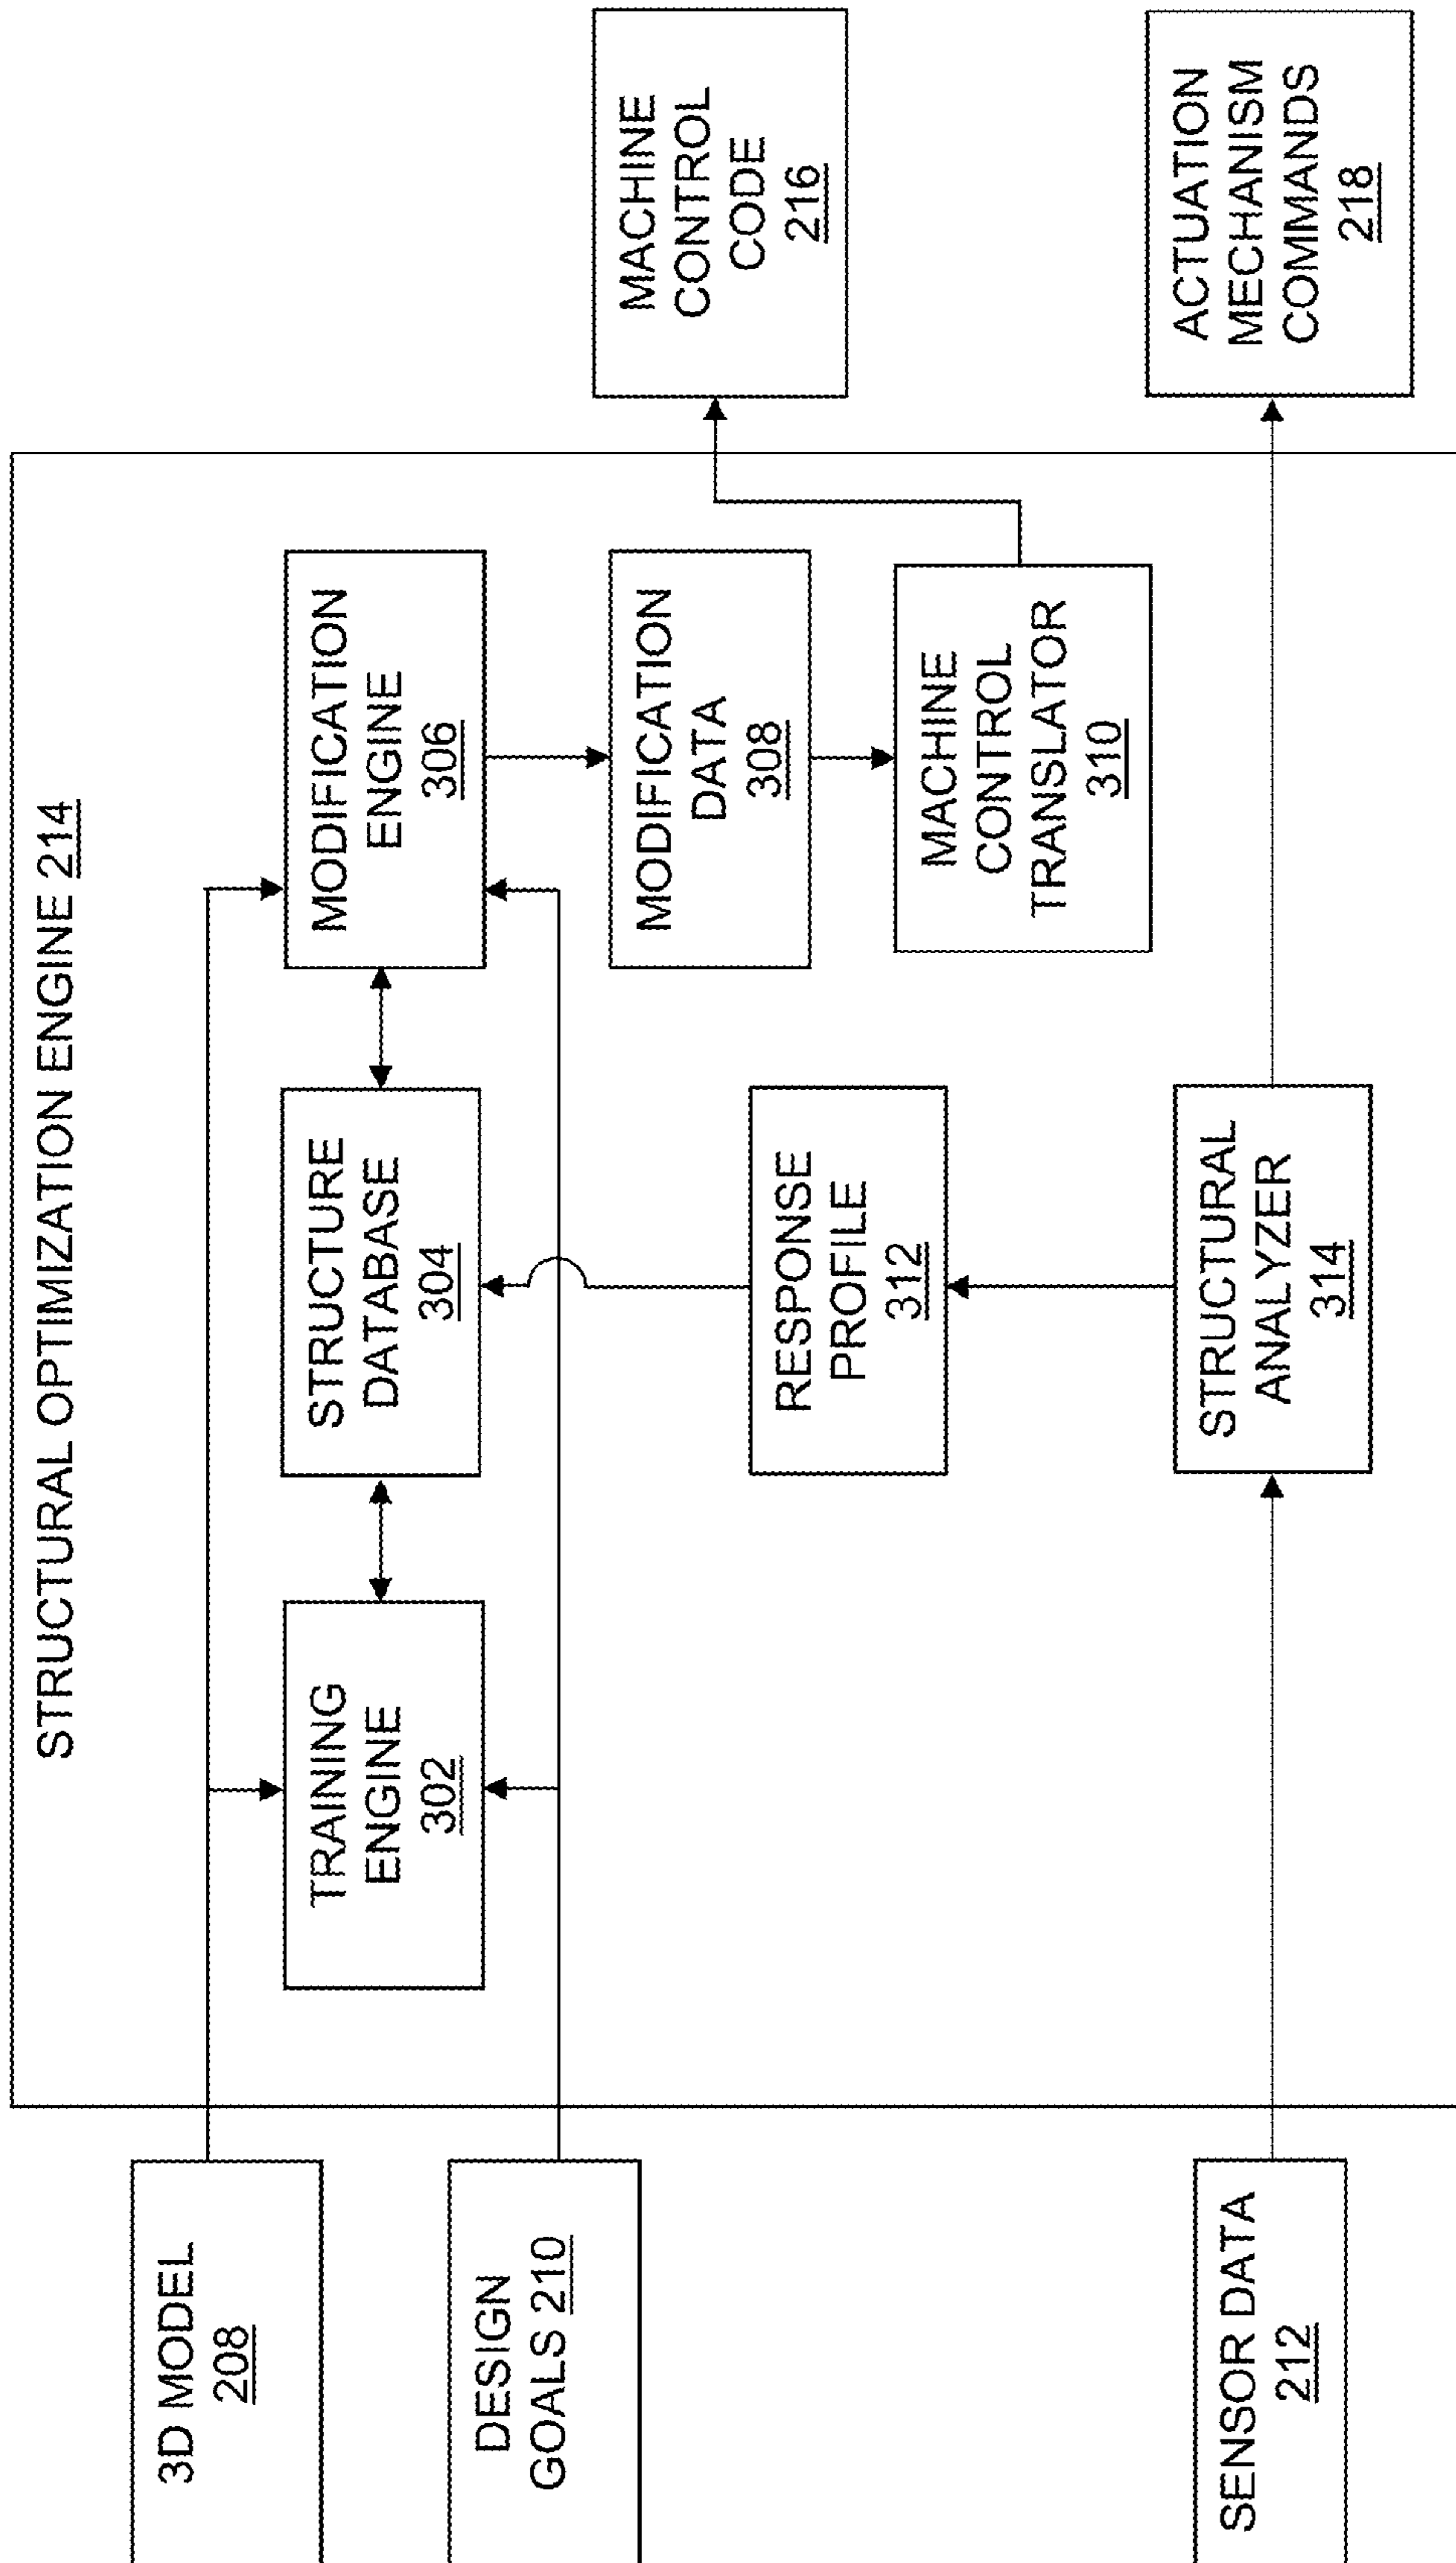 STRUCTURAL OPTIMIZATION ENGINE 214
3D MODEL
208
DESIGN
GOALS 210
SENSOR DATA
212
TRAINING
ENGINE
302
STRUCTURE
DATABASE
304
MODIFICATION
ENGINE
306
MODIFICATION
DATA
308
MACHINE
CONTROL
TRANSLATOR
310
RESPONSE
PROFILE
312
STRUCTURAL
ANALYZER
314
MACHINE
CONTROL
CODE
216
ACTUATION
MECHANISM
COMMANDS
218